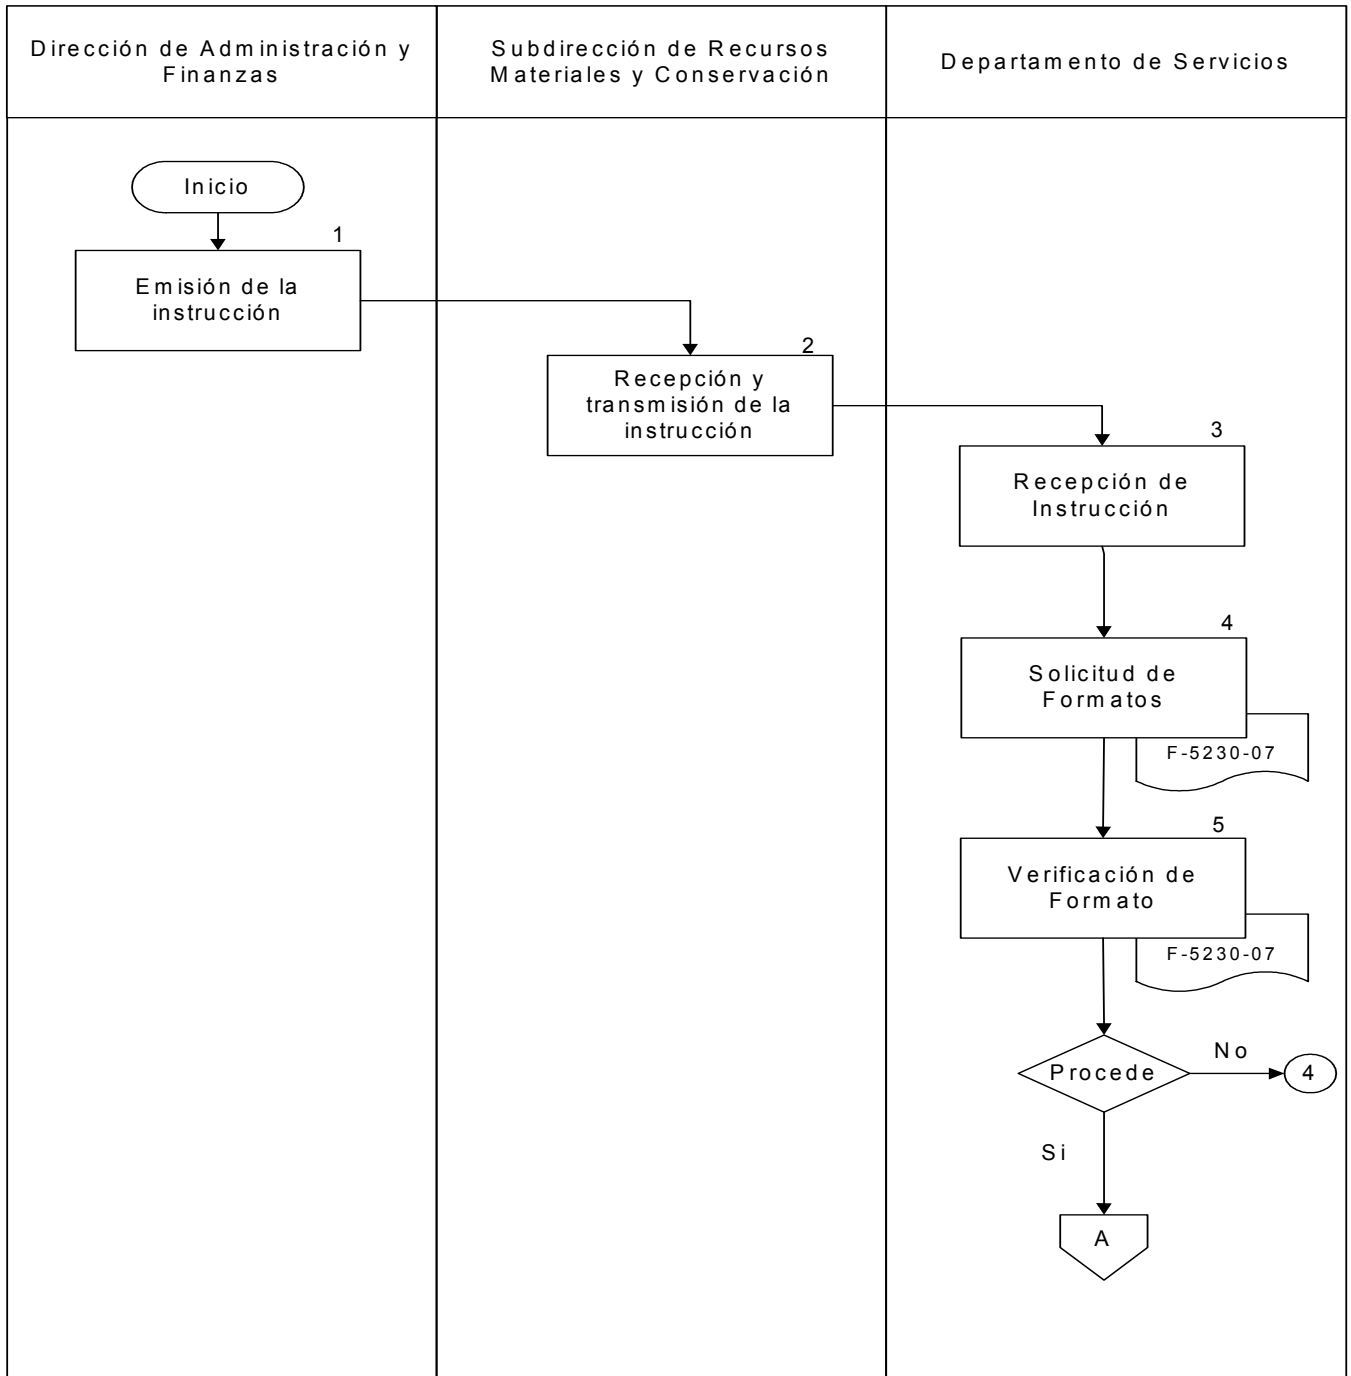 Dirección de Administración y
Finanzas
Subdirección de Recursos
Materiales y Conservación
Departamento de Servicios
Inicio
1
Emisión de la
instrucción
2
Recepción y
transmisión de la
instrucción
3
Recepción de
Instrucción
4
Solicitud de
Formatos
F-5230-07
5
Verificación de
Formato
F-5230-07
Procede
No
4
Si
A